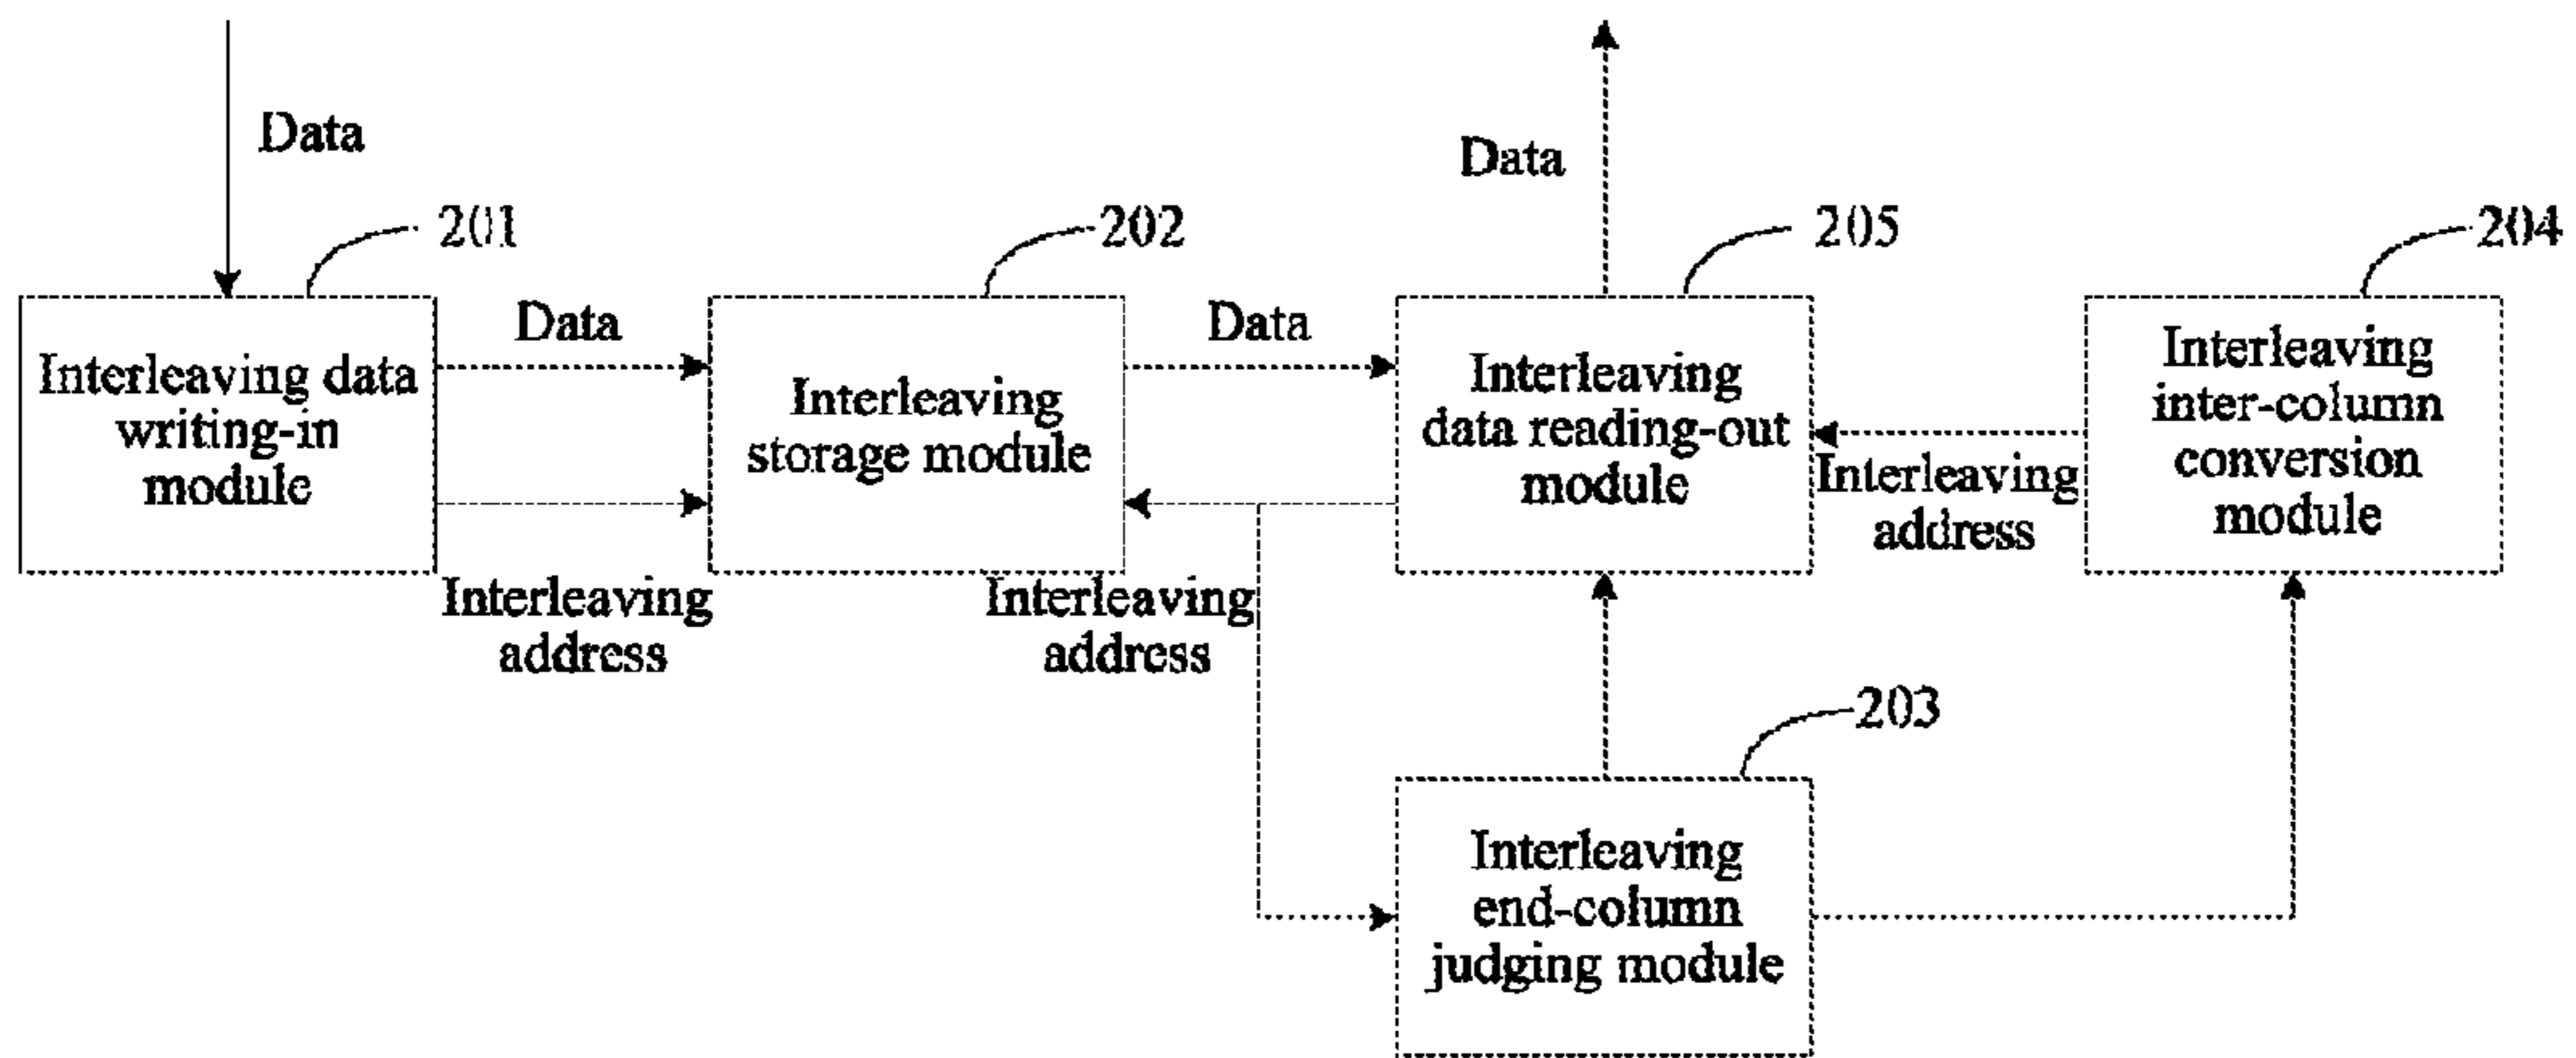 Data
Data
201
202
205
204
Interleaving data
writing-in
module
Data
Interleaving
storage module
Data
Interleaving
data reading-out
module
Interleaving
inter-column
conversion
module
Interleaving
address
Interleaving
address
Interleaving
address
203
Interleaving
end-column
judging module